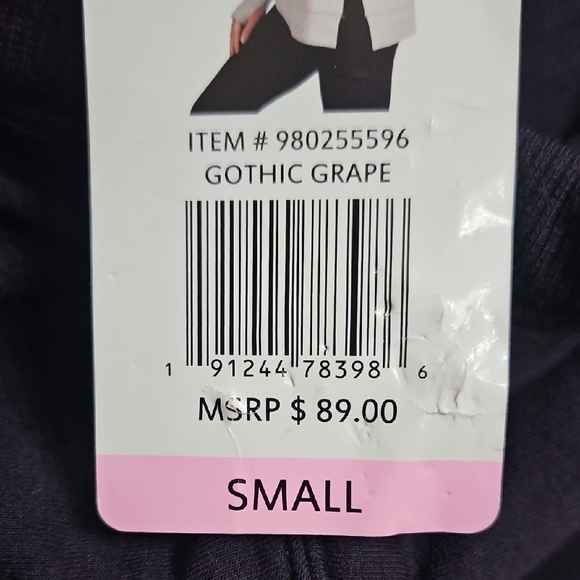 ITEM # 980255596
GOTHIC GRAPE
1 91244 78398 6
MSRP $ 89.00
SMALL